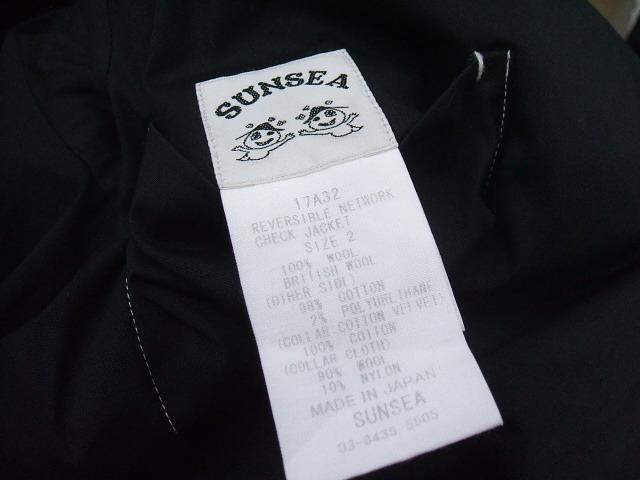 SUNSEA
17A32
REVERSIBLE NETWORK
CHECK JACKET
SIZE 2
100% WOOL
BRITISH WOOL
(OTHER SIDE)
98% COTTON
2% POLYURETHANE
(COLLAR COTTON VELVET)
100% COTTON
(COLLAR CLOTH)
90% WOOL
10% NYLON
MADE IN JAPAN
SUNSEA
03-6435 5505